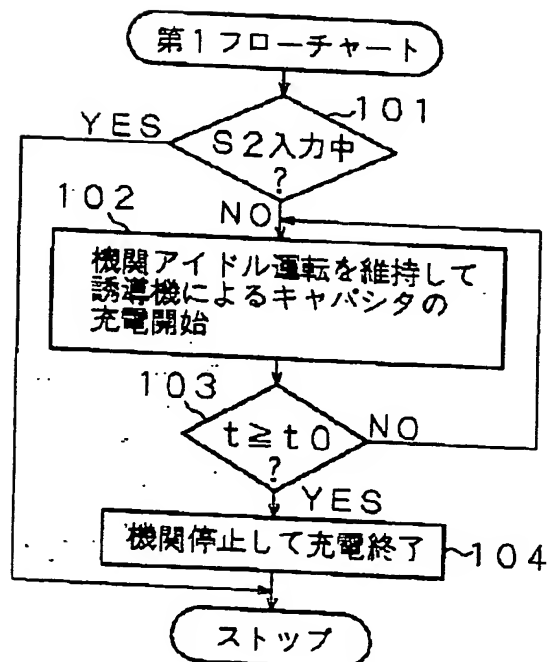 第1フローチャート
101
YES
S2入力中
?
NO
102
機関アイドル運転を維持して
誘導機によるキャパシタの
充電開始
103
t≧t0
?
NO
YES
機関停止して充電終了
104
ストップ